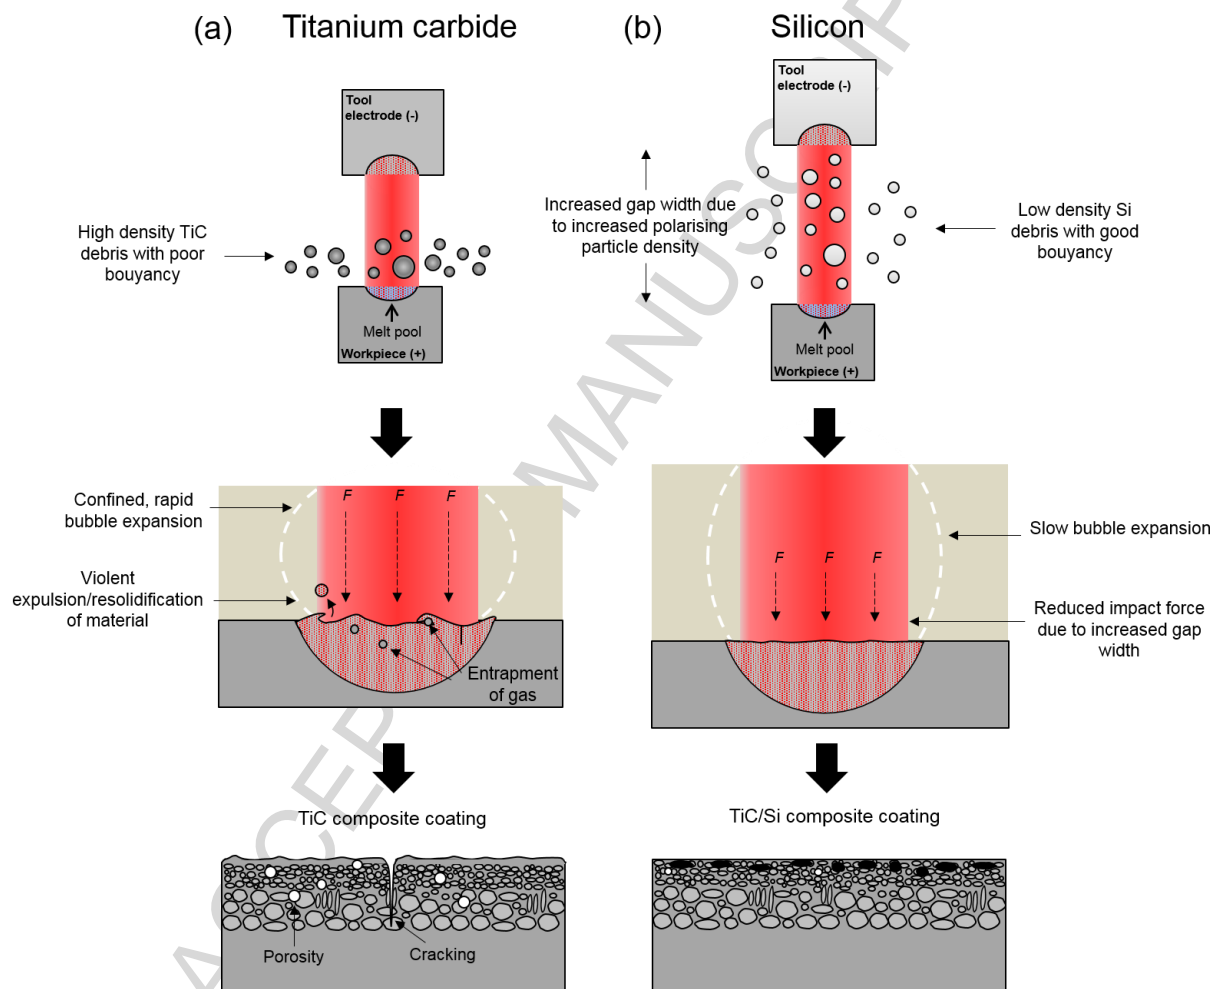 (a) Titanium carbide
(b) Silicon
Tool
electrode (-)
High density TiC
debris with poor
bouyancy
Melt pool
Workpiece (+)
Tool
electrode (-)
Increased gap width due
to increased polarising
particle density
Low density Si
debris with good
bouyancy
Melt pool
Workpiece (+)
Confined, rapid
bubble expansion
F F F
Violent
expulsion/resolidification
of material
Entrapment
of gas
F F F
Slow bubble expansion
Reduced impact force
due to increased gap
width
TiC composite coating
Porosity
Cracking
TiC/Si composite coating